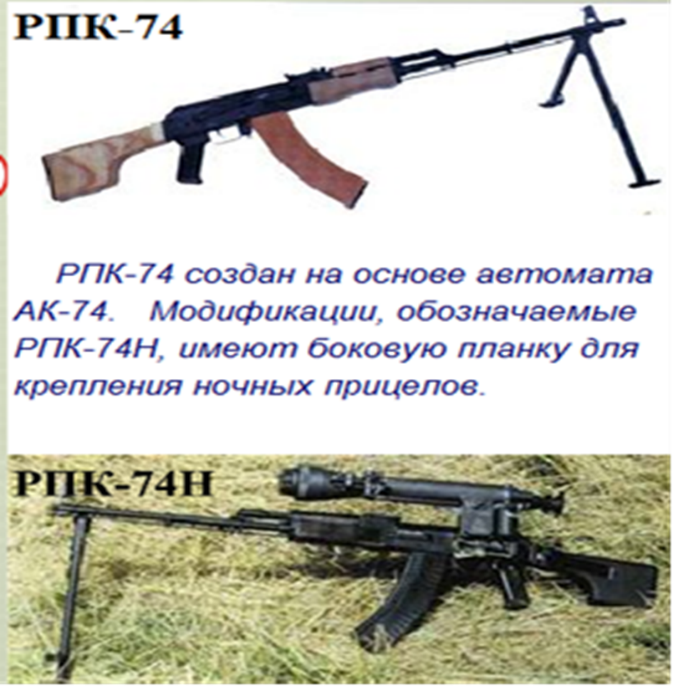 РПК-74
РПК-74 создан на основе автомата
АК-74. Модификации, обозначаемые
РПК-74Н, имеют боковую планку для
крепления ночных прицелов.
РПК-74Н